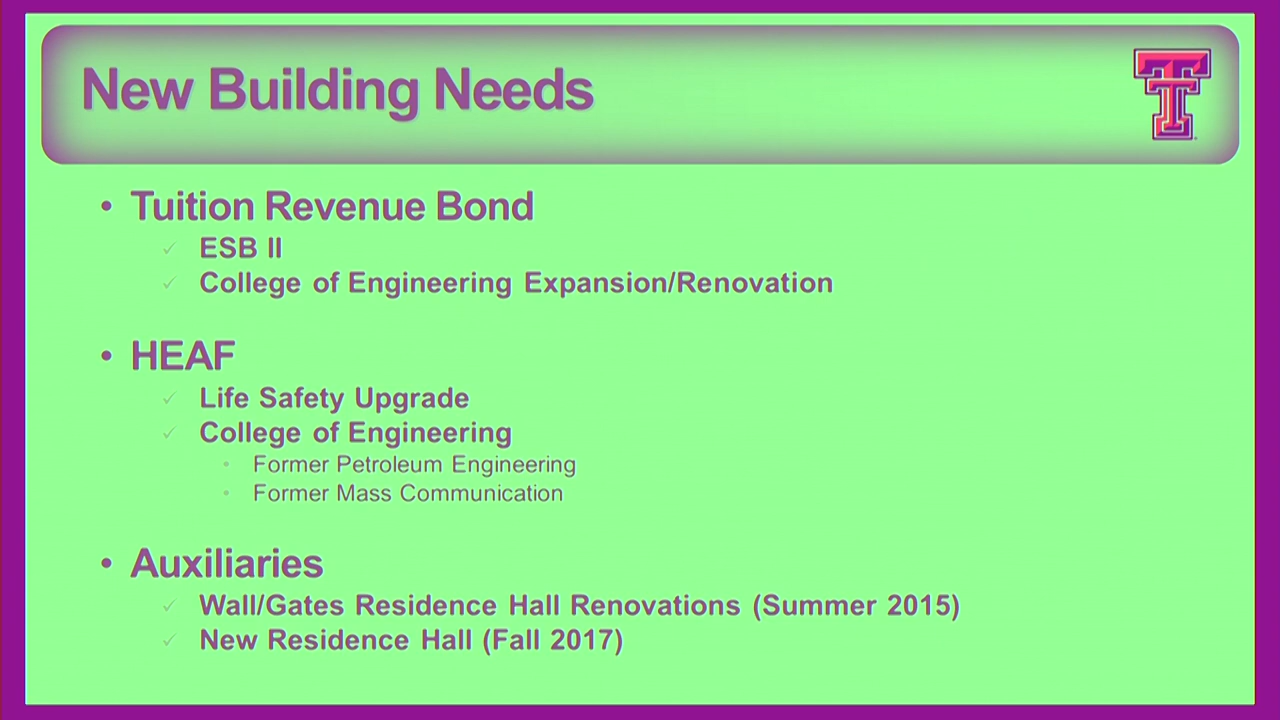 New Building Needs
• Tuition Revenue Bond
✓ ESB II
✓ College of Engineering Expansion/Renovation
• HEAF
✓ Life Safety Upgrade
✓ College of Engineering
◦ Former Petroleum Engineering
◦ Former Mass Communication
• Auxiliaries
✓ Wall/Gates Residence Hall Renovations (Summer 2015)
✓ New Residence Hall (Fall 2017)